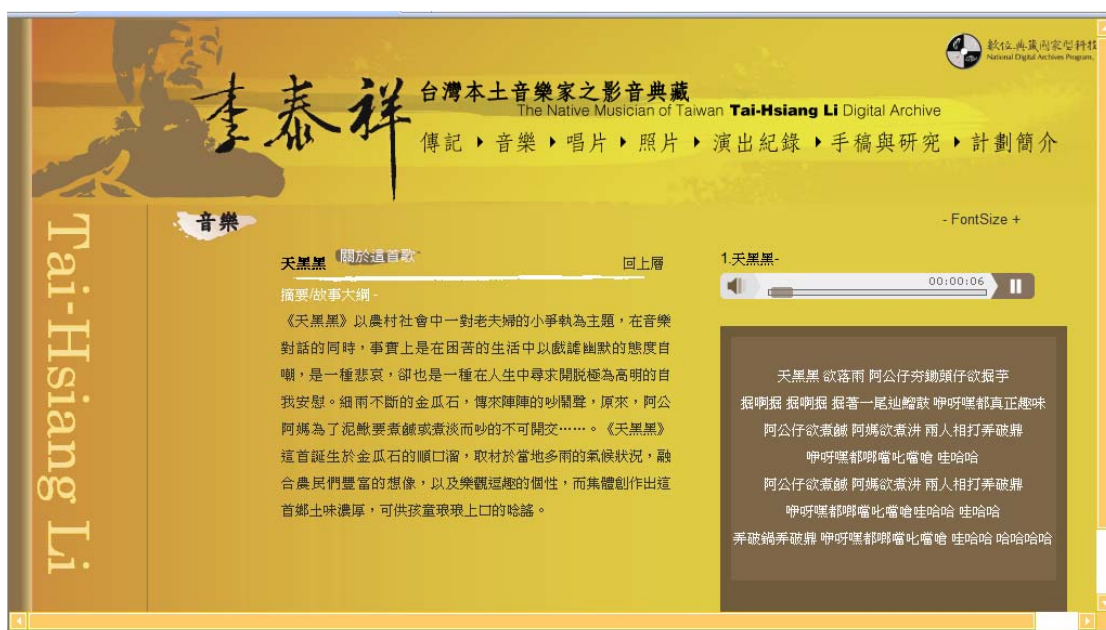 數位典藏國家型科技
National Digital Archives Program,
李泰祥
台灣本土音樂家之影音典藏
The Native Musician of Taiwan Tai-Hsiang Li Digital Archive
傳記 ▶ 音樂 ▶ 唱片 ▶ 照片 ▶ 演出紀錄 ▶ 手稿與研究 ▶ 計劃簡介
Tai-Hsiang Li
音樂
- FontSize +
天黑黑 關於這首歌 回上層
摘要/故事大綱 -
《天黑黑》以農村社會中一對老夫婦的小爭執為主題,在音樂
對話的同時,事實上是在困苦的生活中以戲謔幽默的態度自
嘲,是一種悲哀,卻也是一種在人生中尋求開脫極為高明的自
我安慰。細雨不斷的金瓜石,傳來陣陣的吵鬧聲,原來,阿公
阿媽為了泥鰍要煮鹹或煮淡而吵的不可開交……。《天黑黑》
這首誕生於金瓜石的順口溜,取材於當地多雨的氣候狀況,融
合農民們豐富的想像,以及樂觀逗趣的個性,而集體創作出這
首鄉土味濃厚,可供孩童琅琅上口的唸謠。
1.天黑黑-
00:00:06
天黑黑 欲落雨 阿公仔夯鋤頭仔欲掘芋
掘啊掘 掘啊掘 掘著一尾辿鰡鼓 咿呀嘿都真正趣味
阿公仔欲煮鹹 阿媽欲煮汫 兩人相打弄破鼎
咿呀嘿都啷噹叱噹嗆 哇哈哈
阿公仔欲煮鹹 阿媽欲煮汫 兩人相打弄破鼎
咿呀嘿都啷噹叱噹嗆哇哈哈 哇哈哈
弄破鍋弄破鼎 咿呀嘿都啷噹叱噹嗆 哇哈哈 哈哈哈哈